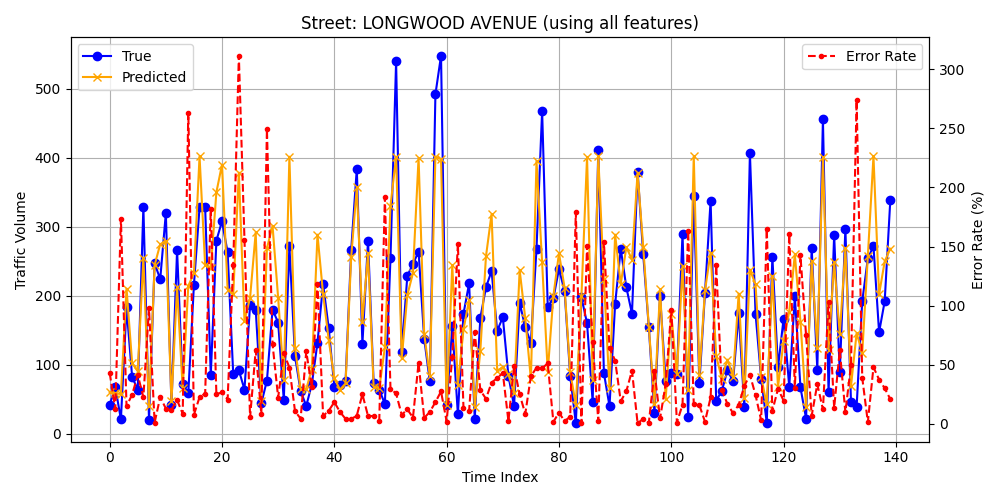 Street: LONGWOOD AVENUE (using all features)
True
Predicted
Error Rate
Traffic Volume
500
400
300
200
100
0
300
250
200
150
100
50
0
Error Rate (%)
0 20 40 60 80 100 120 140
Time Index